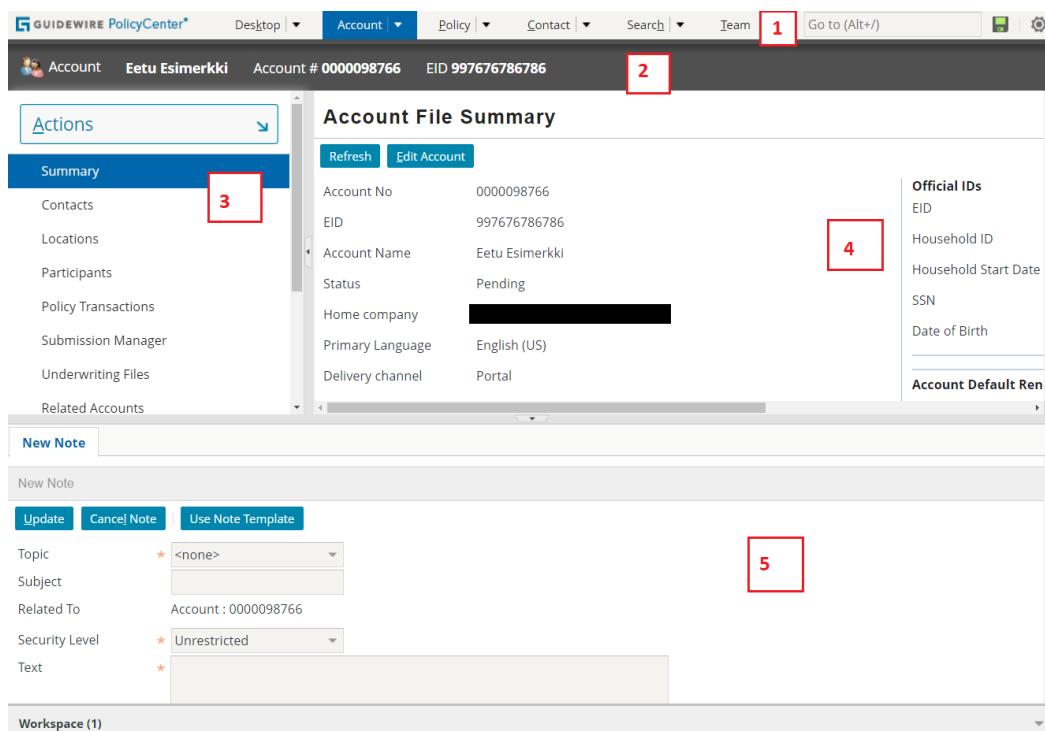 GUIDEWIRE PolicyCenter Desktop Account Policy Contact Search Team 1 Go to (Alt+/)
Account Eetu Esimerkki Account # 0000098766 EID 997676786786 2
Actions
Summary
3
Contacts
Locations
Participants
Policy Transactions
Submission Manager
Underwriting Files
Related Accounts
Account File Summary
Refresh Edit Account
Account No 0000098766
EID 997676786786
Account Name Eetu Esimerkki
Status Pending
Home company
Primary Language English (US)
Delivery channel Portal
4
Official IDs
EID
Household ID
Household Start Date
SSN
Date of Birth
Account Default Ren
New Note
New Note
Update Cancel Note Use Note Template
Topic * <none>
Subject
Related To Account : 0000098766
Security Level * Unrestricted
Text *
5
Workspace (1)